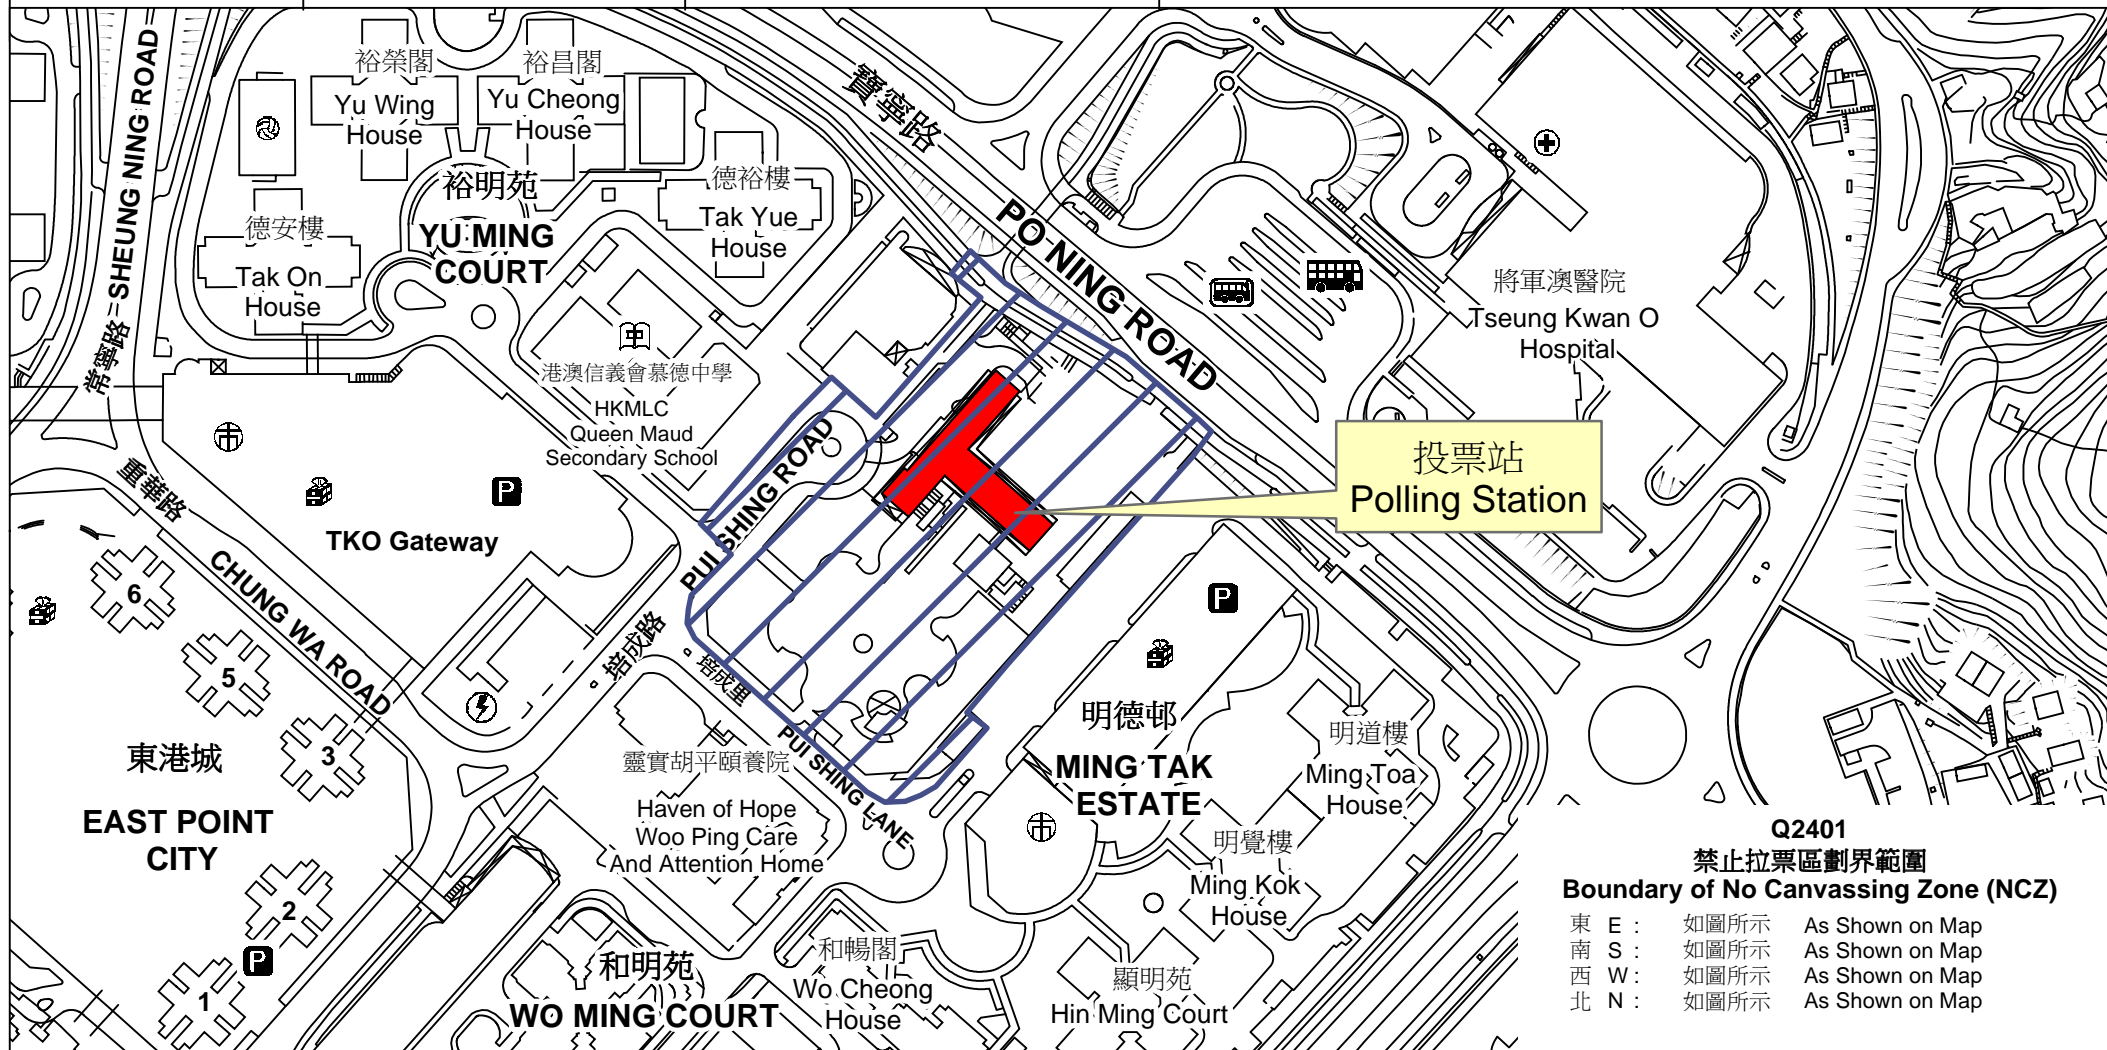 常寧路
SHEUNG NING ROAD
裕榮閣
Yu Wing
House
裕昌閣
Yu Cheong
House
裕明苑
YU MING
COURT
德裕樓
Tak Yue
House
德安樓
Tak On
House
寶寧路
PO NING ROAD
將軍澳醫院
Tseung Kwan O
Hospital
中
港澳信義會慕德中學
HKMLC
Queen Maud
Secondary School
投票站
Polling Station
重華路
CHUNG WA ROAD
P
TKO Gateway
PUI SHING ROAD
培成路
培成里
PUI SHING LANE
6
5
3
2
1
P
東港城
EAST POINT
CITY
靈實胡平頤養院
Haven of Hope
Woo Ping Care
And Attention Home
P
明德邨
MING TAK
ESTATE
明道樓
Ming Toa
House
明覺樓
Ming Kok
House
和明苑
WO MING COURT
和暢閣
Wo Cheong
House
顯明苑
Hin Ming Court
Q2401
禁止拉票區劃界範圍
Boundary of No Canvassing Zone (NCZ)
東 E : 如圖所示 As Shown on Map
南 S : 如圖所示 As Shown on Map
西 W : 如圖所示 As Shown on Map
北 N : 如圖所示 As Shown on Map